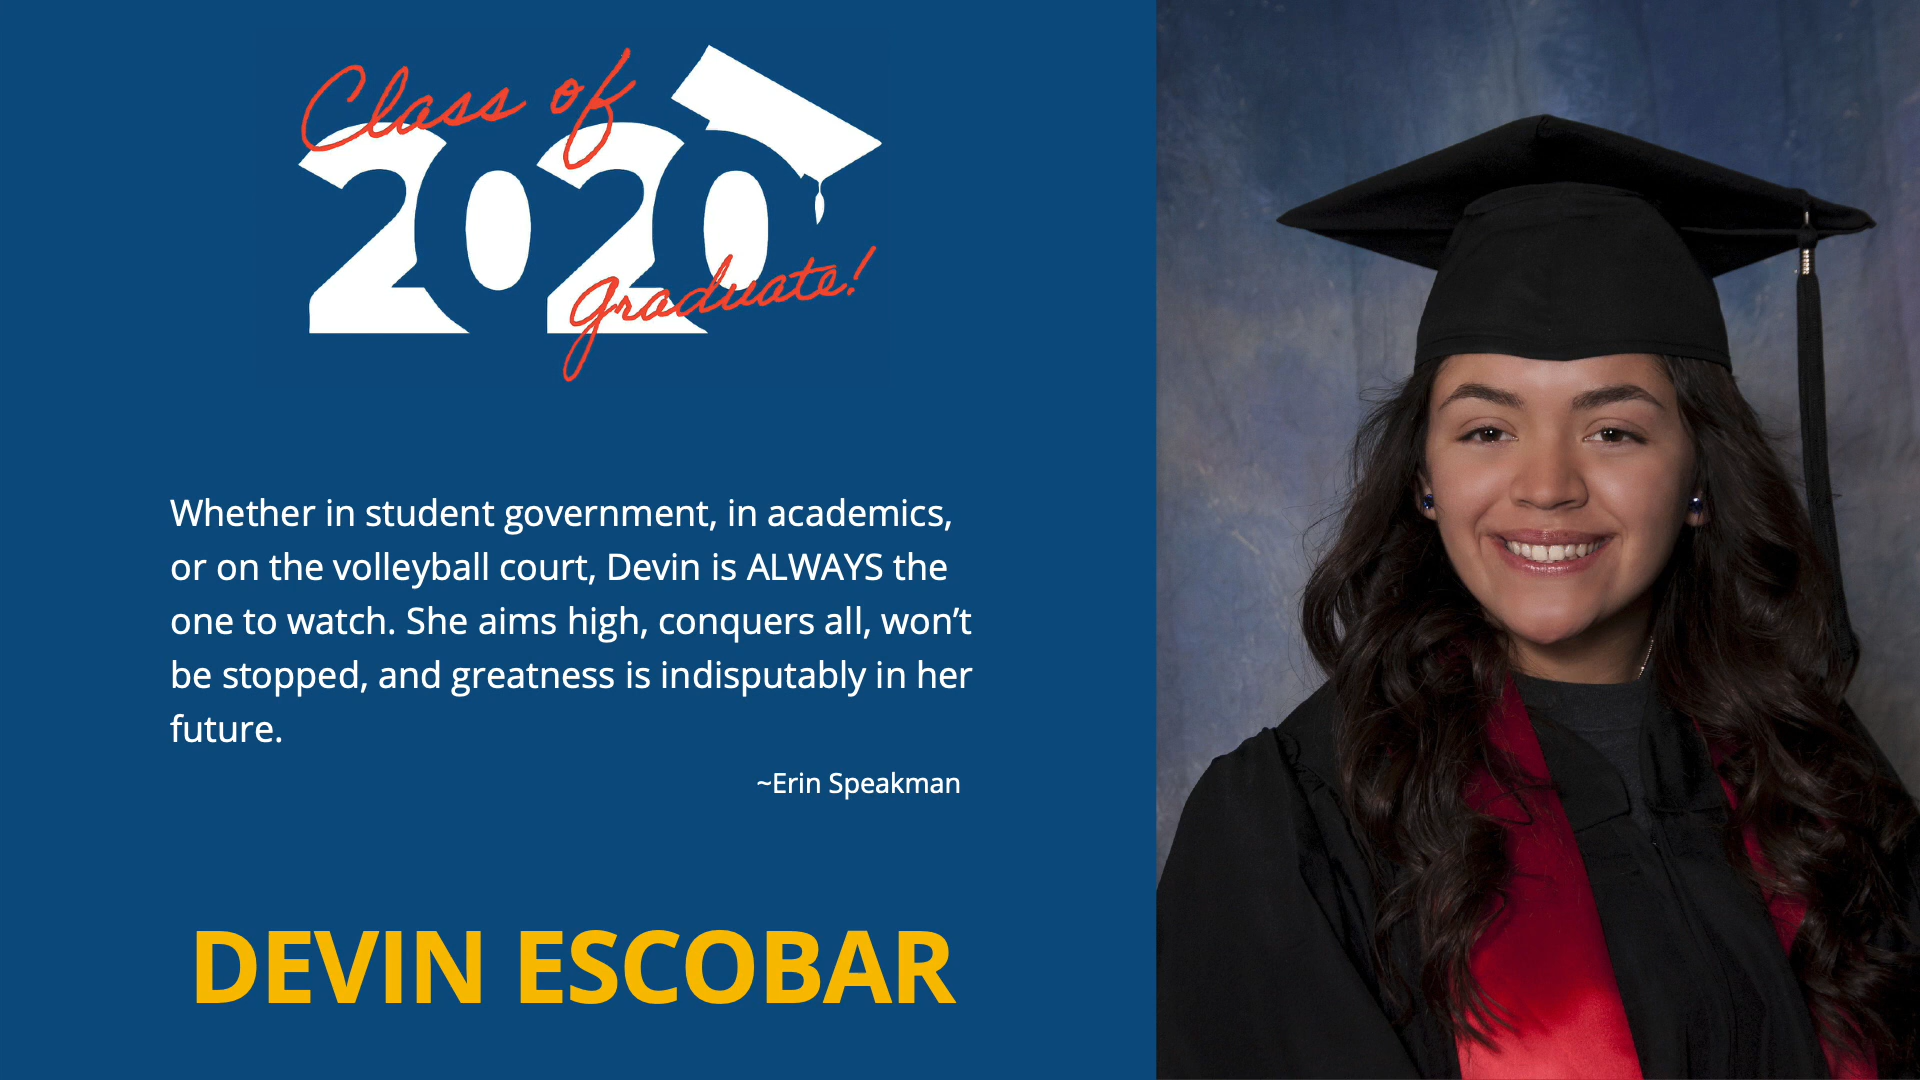 Class of
2020
graduate!
Whether in student government, in academics,
or on the volleyball court, Devin is ALWAYS the
one to watch. She aims high, conquers all, won’t
be stopped, and greatness is indisputably in her
future.
~Erin Speakman
DEVIN ESCOBAR